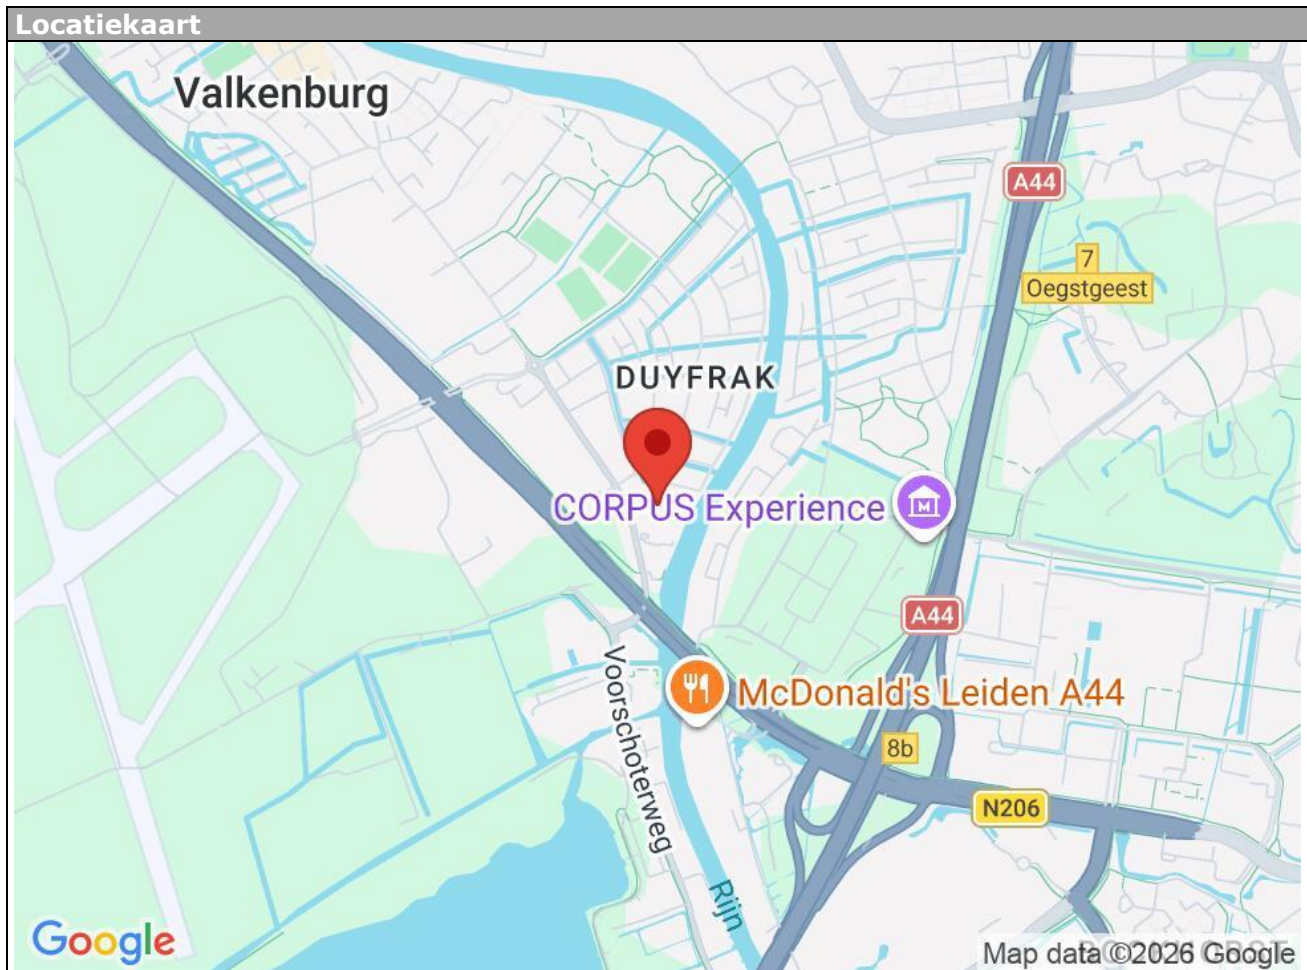 Locatiekaart
Valkenburg
A44
7
Oegstgeest
DUYFRAK
CORPUS Experience
A44
Voorschoterweg
McDonald's Leiden A44
8b
N206
Rijn
Google
Map data ©2026 Google